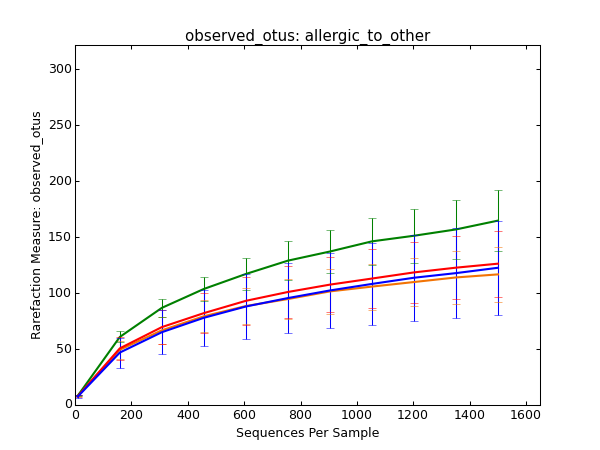 observed_otus: allergic_to_other
Rarefaction Measure: observed_otus
300
250
200
150
100
50
0
0 200 400 600 800 1000 1200 1400 1600
Sequences Per Sample